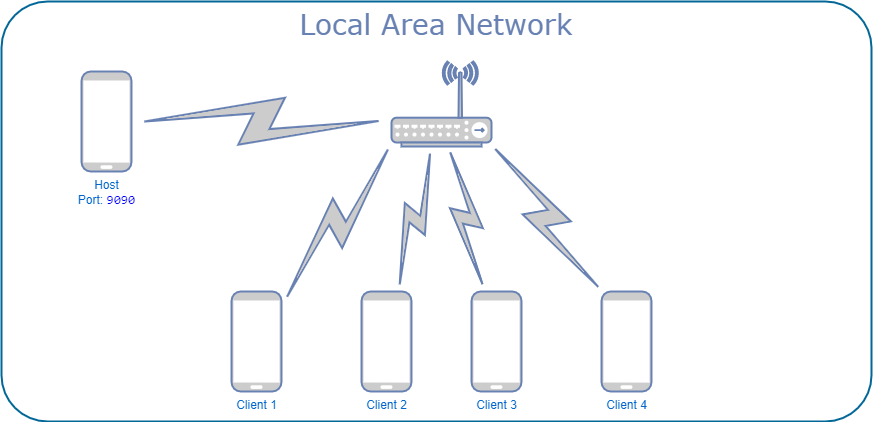 Local Area Network
Host
Port: 9090
Client 1
Client 2
Client 3
Client 4